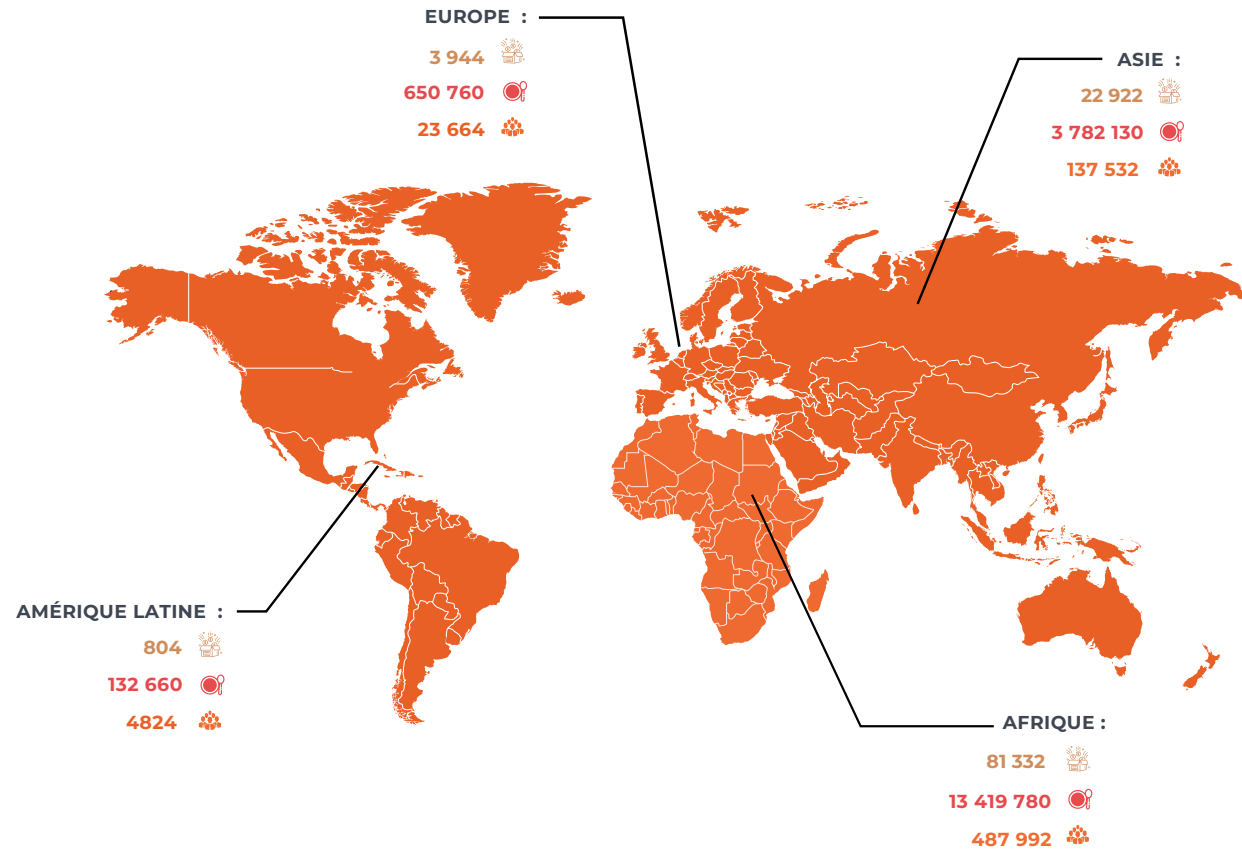 EUROPE :
3 944
650 760
23 664
ASIE :
22 922
3 782 130
137 532
AMÉRIQUE LATINE :
804
132 660
4824
AFRIQUE :
81 332
13 419 780
487 992